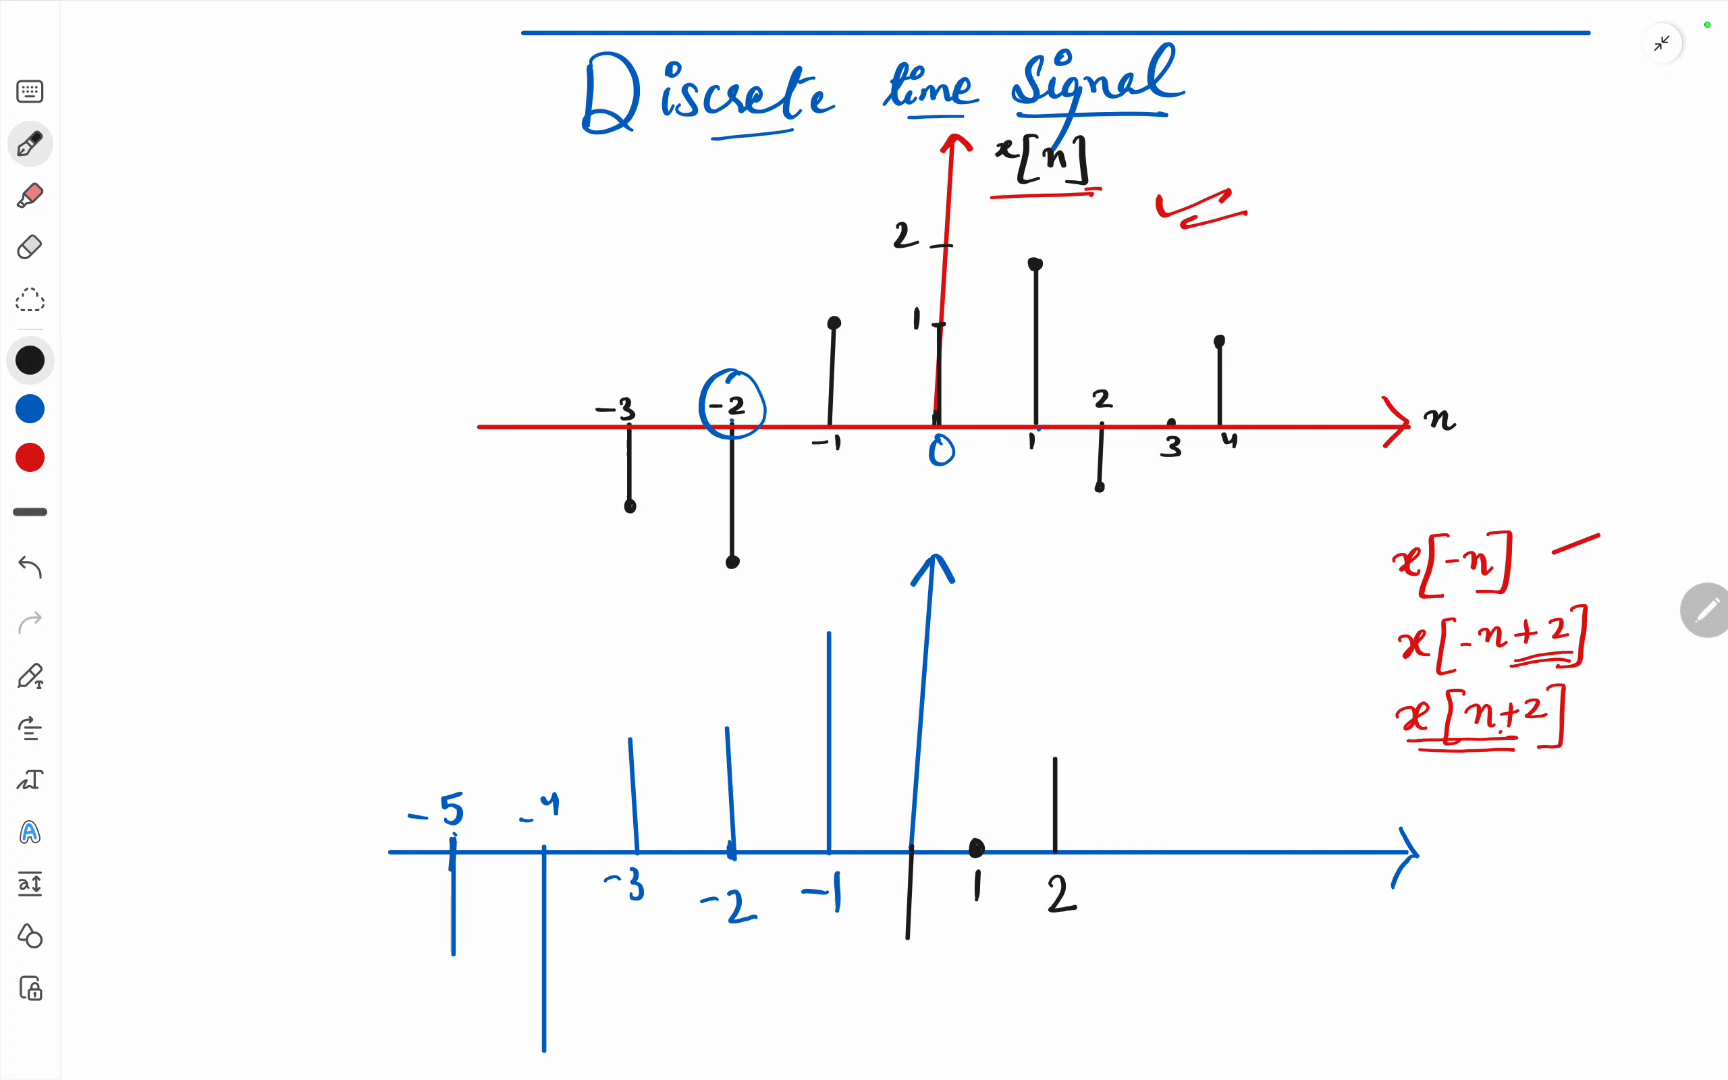 Discrete time Signal
x[n]
2
1
-3 -2 2
n
-1 0 1 3 4
x[-n]
x[-n+2]
x[n+2]
-5 -4
-3 -2 -1 1 2